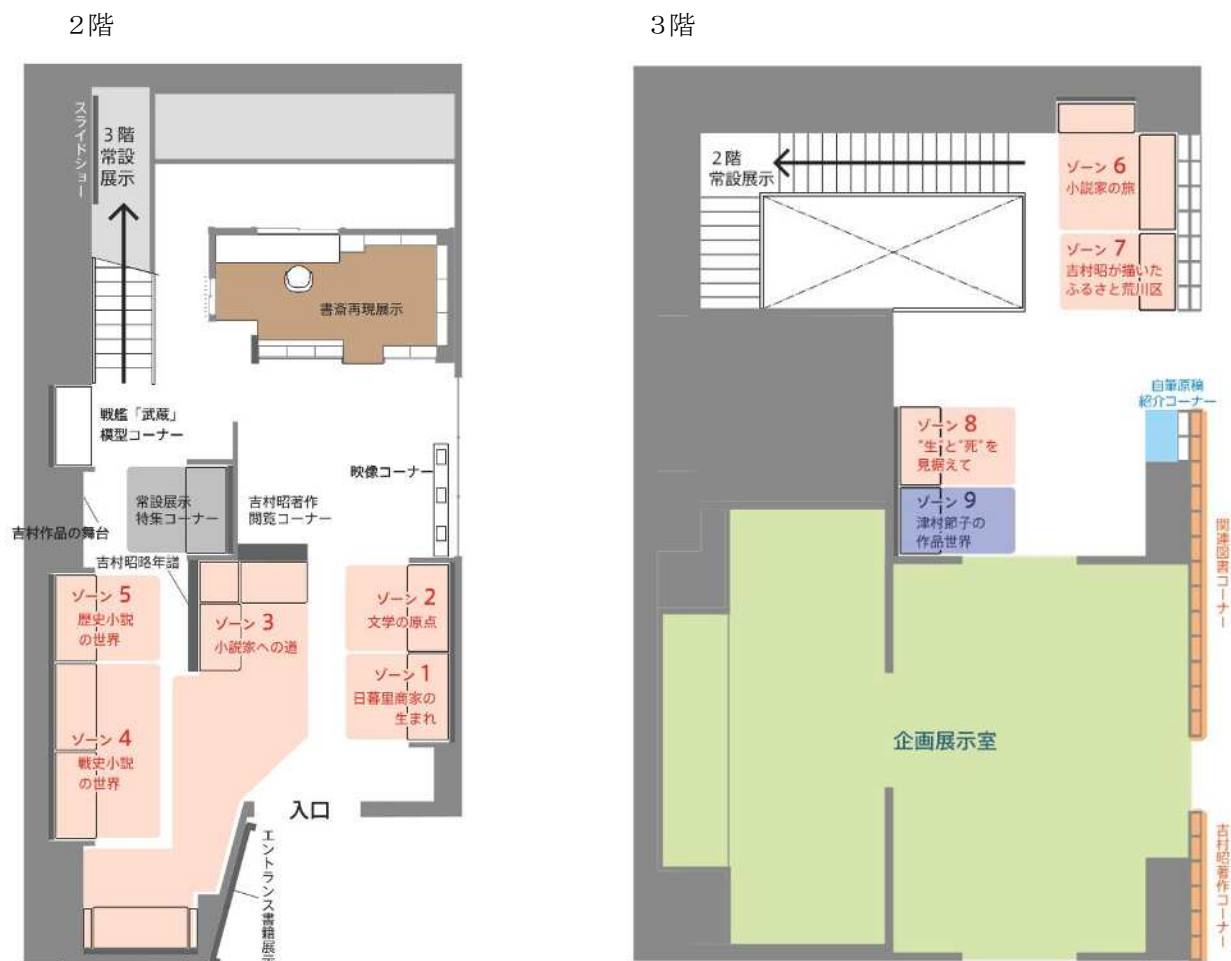 2階
3階
スライドショー
3階
常設
展示
書斎再現展示
戦艦「武蔵」
模型コーナー
映像コーナー
常設展示
特集コーナー
吉村昭著作
閲覧コーナー
吉村作品の舞台
吉村昭略年譜
ゾーン 5
歴史小説
の世界
ゾーン 3
小説家への道
ゾーン 2
文学の原点
ゾーン 1
日暮里商家の
生まれ
ゾーン 4
戦史小説
の世界
入口
エントランス書籍展示
2階
常設展示
ゾーン 6
小説家の旅
ゾーン 7
吉村昭が描いた
ふるさと荒川区
自筆原稿
紹介コーナー
ゾーン 8
"生"と"死"を
見据えて
ゾーン 9
津村節子の
作品世界
関連図書コーナー
企画展示室
吉村昭著作コーナー